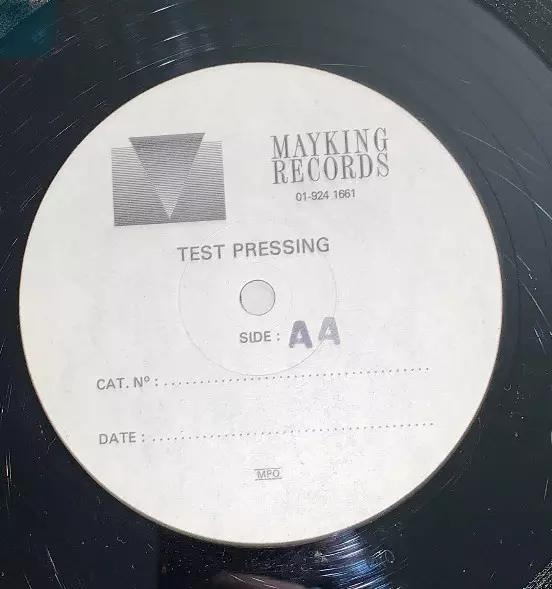 MAYKING
RECORDS
01-924 1661
TEST PRESSING
SIDE : AA
CAT. Nº : .....................................
DATE : .......................................
MPO